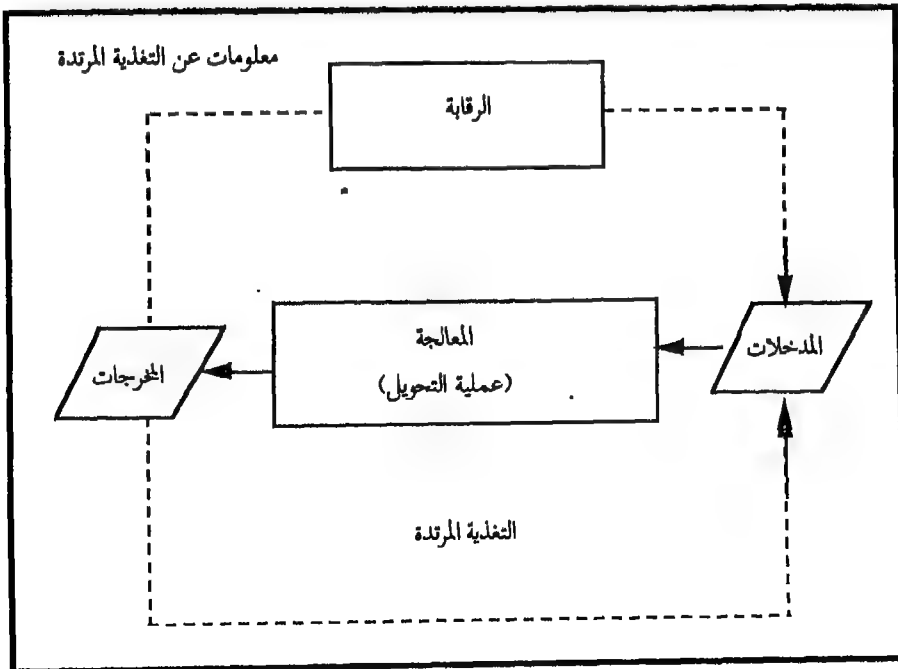 معلومات عن التغذية المرتدة
الرقابة
المدخلات
المعالجة
(عملية التحويل)
المخرجات
التغذية المرتدة